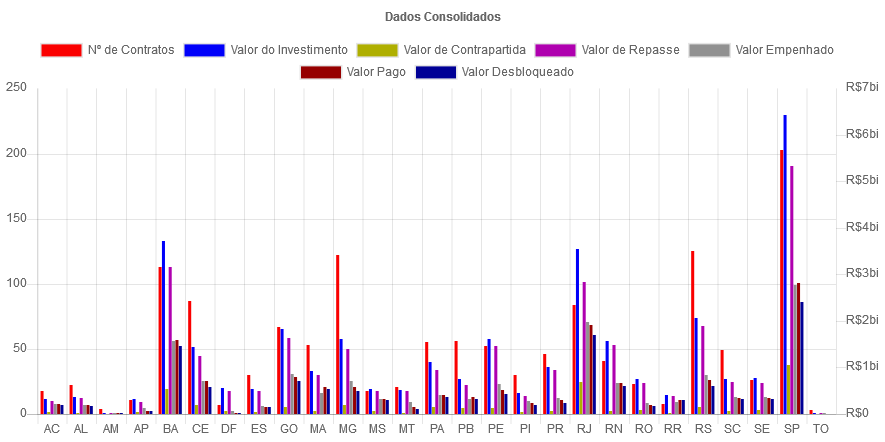 Dados Consolidados
Nº de Contratos Valor do Investimento Valor de Contrapartida Valor de Repasse Valor Empenhado
Valor Pago Valor Desbloqueado
250 R$7bi
R$6bi
200
R$5bi
150 R$4bi
R$3bi
100
R$2bi
50 R$1bi
0 R$0
AC AL AM AP BA CE DF ES GO MA MG MS MT PA PB PE PI PR RJ RN RO RR RS SC SE SP TO